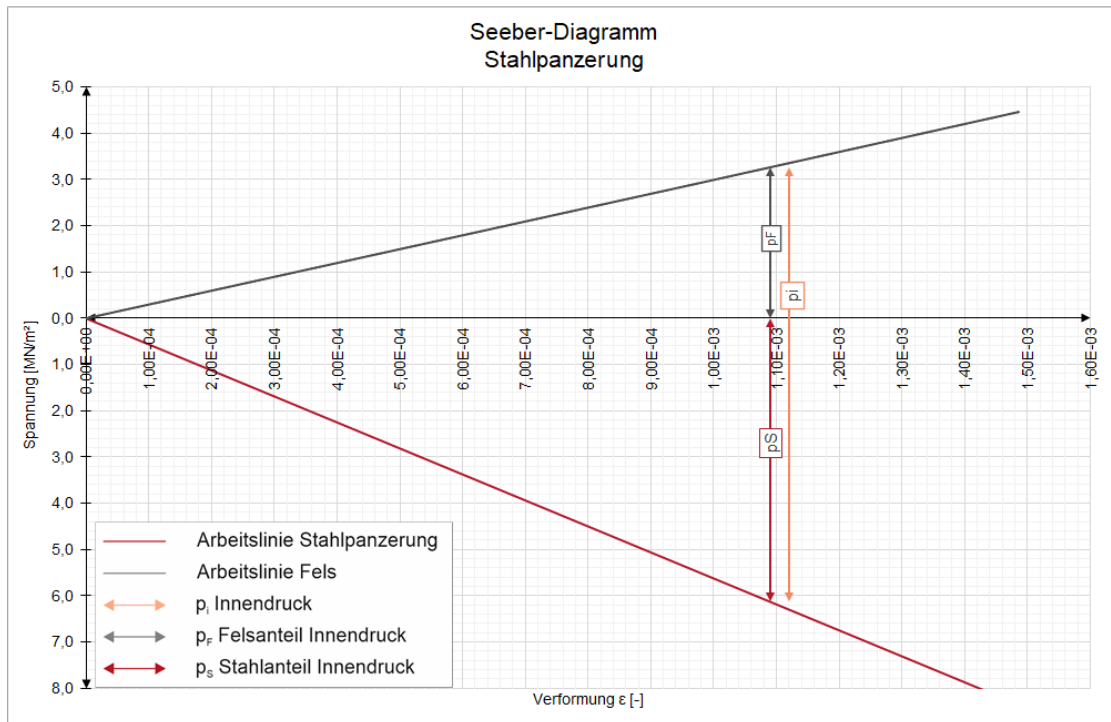 Seeber-Diagramm
Stahlpanzerung
5,0
4,0
3,0
2,0
1,0
0,0
1,0
2,0
3,0
4,0
5,0
6,0
7,0
8,0
Spannung [MN/m²]
0,00E+00
1,00E-04
2,00E-04
3,00E-04
4,00E-04
5,00E-04
6,00E-04
7,00E-04
8,00E-04
9,00E-04
1,00E-03
1,10E-03
1,20E-03
1,30E-03
1,40E-03
1,50E-03
1,60E-03
pF
pi
pS
Arbeitslinie Stahlpanzerung
Arbeitslinie Fels
pᵢ Innendruck
p_F Felsanteil Innendruck
p_S Stahlanteil Innendruck
Verformung ε [-]